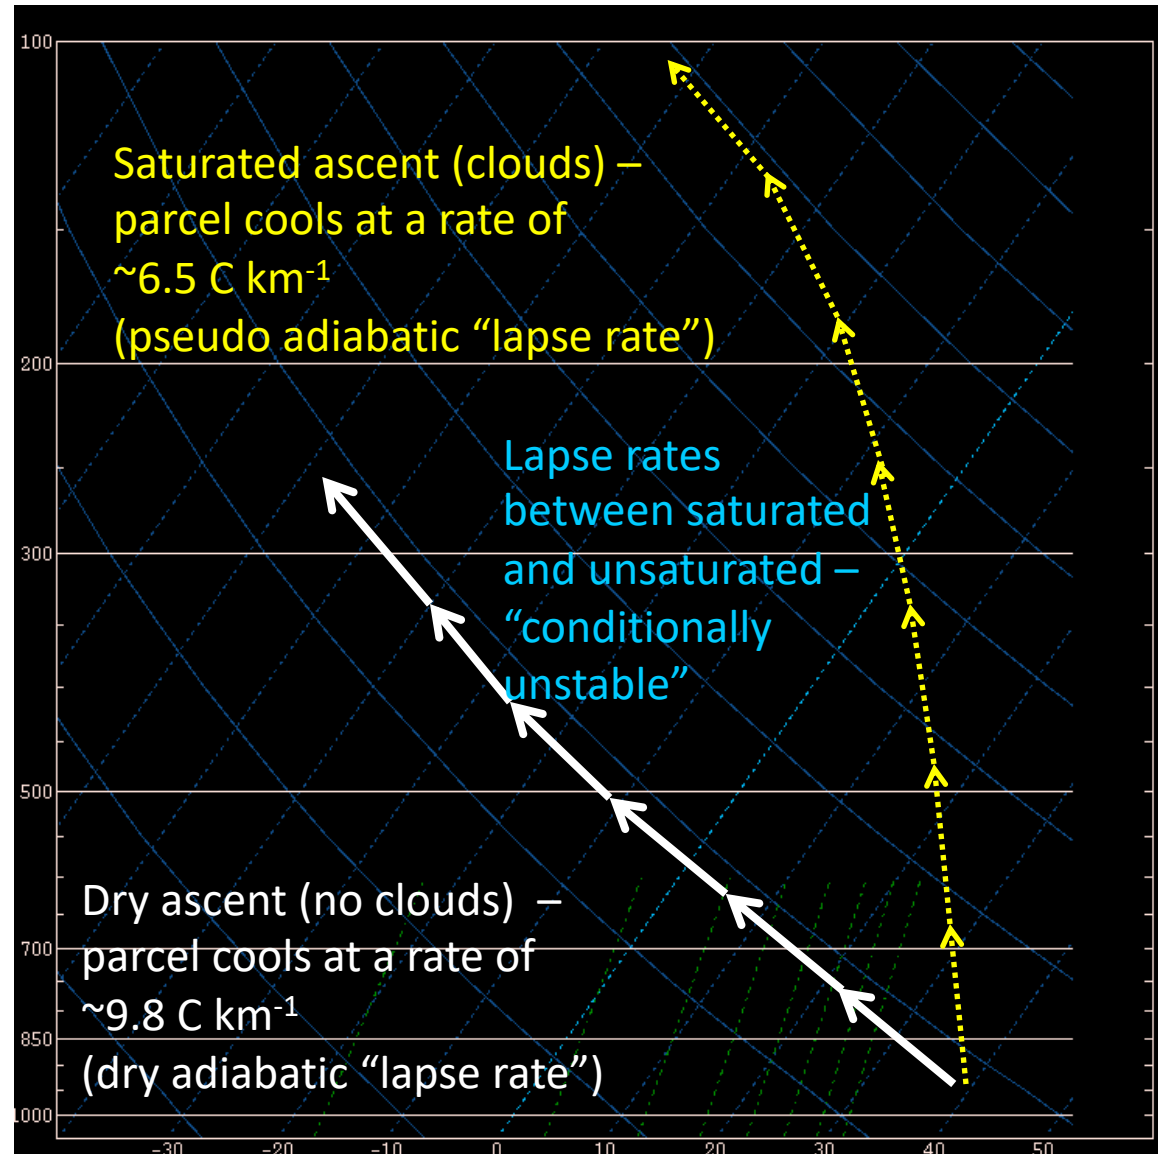 100
Saturated ascent (clouds) –
parcel cools at a rate of
~6.5 C km⁻¹
(pseudo adiabatic “lapse rate”)
200
Lapse rates
between saturated
and unsaturated –
“conditionally
unstable”
300
500
Dry ascent (no clouds) –
parcel cools at a rate of
~9.8 C km⁻¹
(dry adiabatic “lapse rate”)
700
850
1000
-30 -20 -10 0 10 20 30 40 50